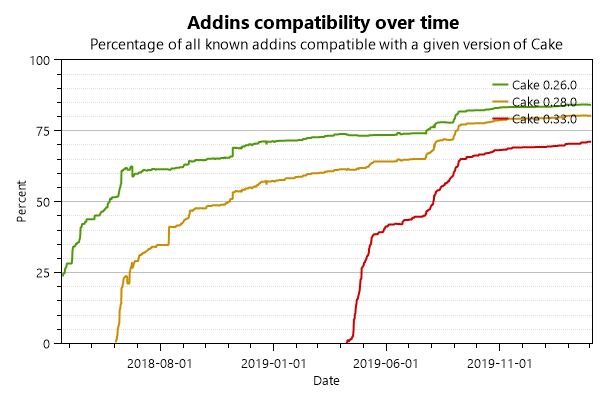 Addins compatibility over time
Percentage of all known addins compatible with a given version of Cake
100
Cake 0.26.0
Cake 0.28.0
Cake 0.33.0
75
50
25
0
Percent
2018-08-01
2019-01-01
2019-06-01
2019-11-01
Date